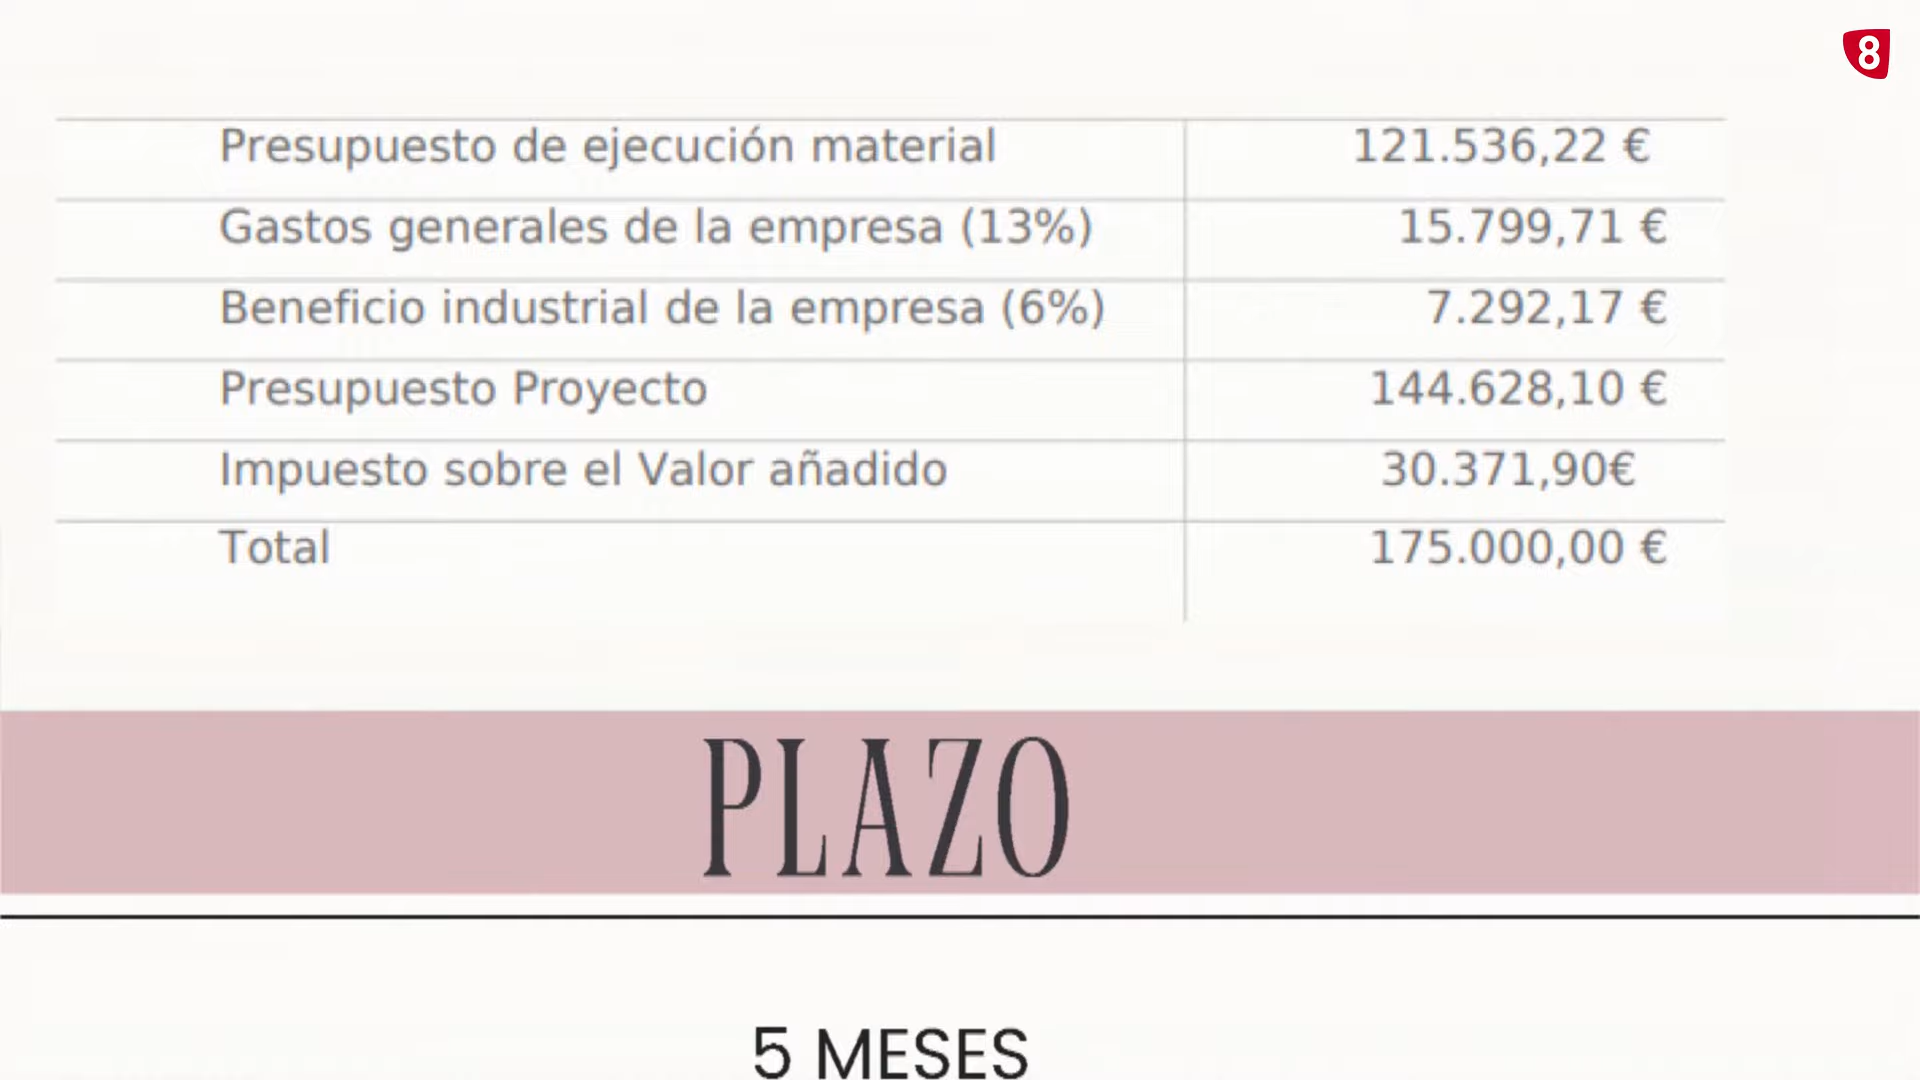 8
Presupuesto de ejecución material 121.536,22 €
Gastos generales de la empresa (13%) 15.799,71 €
Beneficio industrial de la empresa (6%) 7.292,17 €
Presupuesto Proyecto 144.628,10 €
Impuesto sobre el Valor añadido 30.371,90€
Total 175.000,00 €
PLAZO
5 MESES